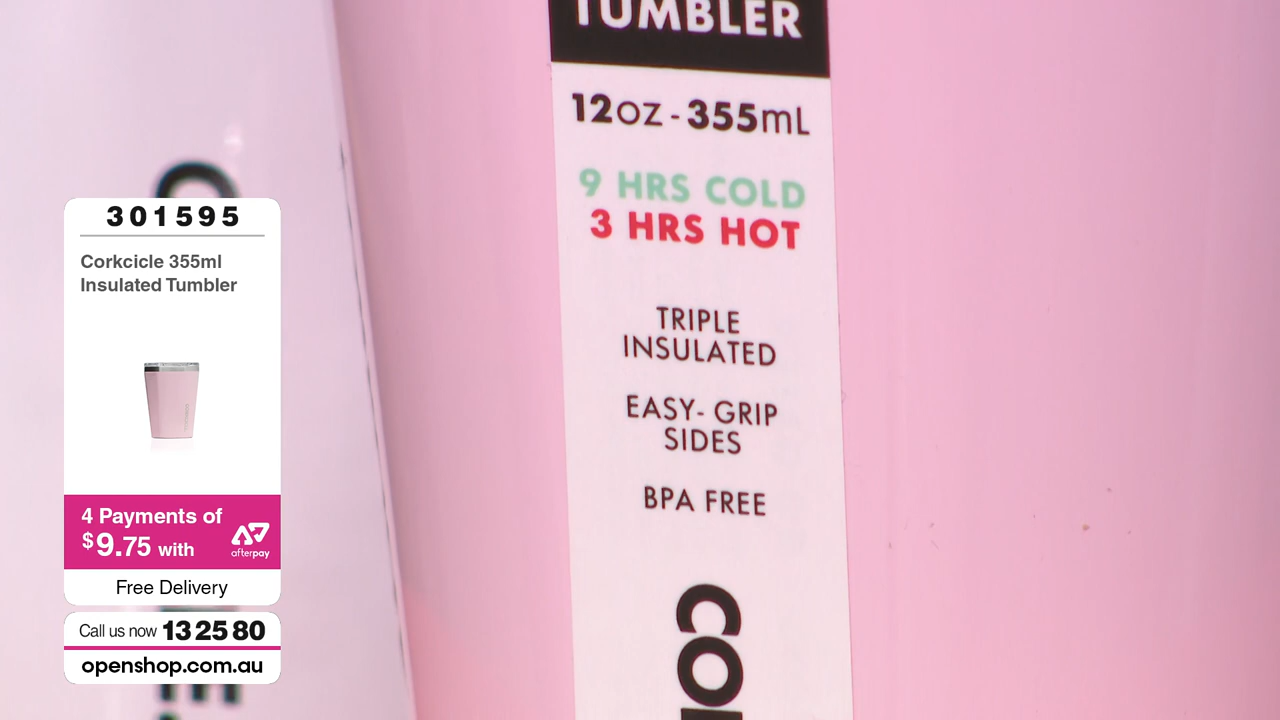 TUMBLER
12oz - 355mL
9 HRS COLD
3 HRS HOT
TRIPLE
INSULATED
EASY- GRIP
SIDES
BPA FREE
301595
Corkcicle 355ml
Insulated Tumbler
4 Payments of
$9.75 with
afterpay
Free Delivery
Call us now 13 25 80
openshop.com.au